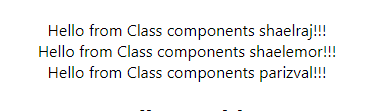 Hello from Class components shaelraj!!!
Hello from Class components shaelemor!!!
Hello from Class components parizval!!!